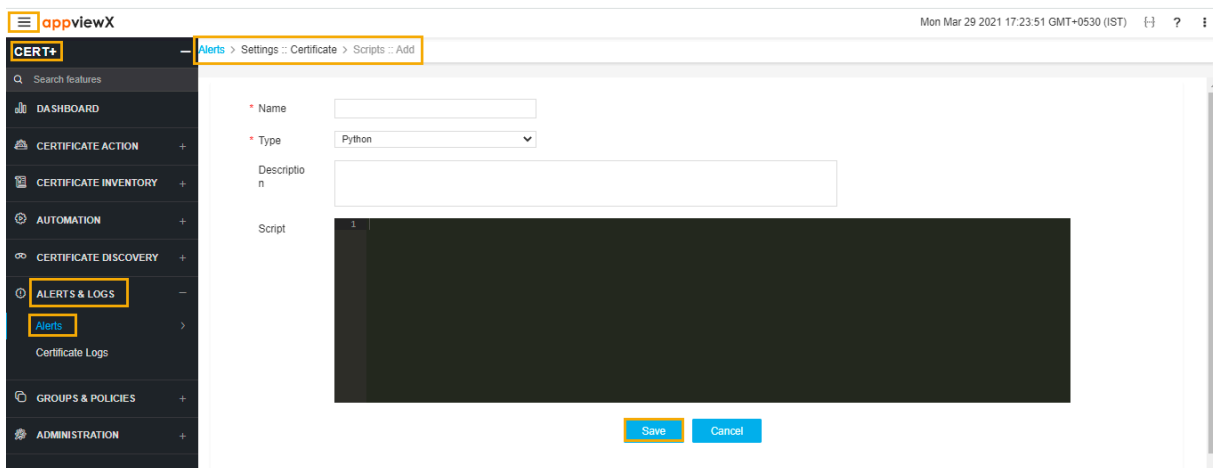 appviewX
Mon Mar 29 2021 17:23:51 GMT+0530 (IST) ?
CERT+
Alerts > Settings :: Certificate > Scripts :: Add
Search features
DASHBOARD
CERTIFICATE ACTION +
CERTIFICATE INVENTORY +
AUTOMATION +
CERTIFICATE DISCOVERY +
ALERTS & LOGS
Alerts >
Certificate Logs
GROUPS & POLICIES +
ADMINISTRATION +
* Name
* Type Python
Descriptio
n
Script 1
Save Cancel